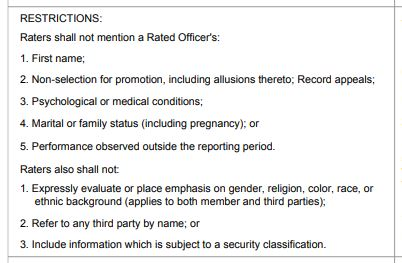 RESTRICTIONS:
Raters shall not mention a Rated Officer's:
1. First name;
2. Non-selection for promotion, including allusions thereto; Record appeals;
3. Psychological or medical conditions;
4. Marital or family status (including pregnancy); or
5. Performance observed outside the reporting period.
Raters also shall not:
1. Expressly evaluate or place emphasis on gender, religion, color, race, or
ethnic background (applies to both member and third parties);
2. Refer to any third party by name; or
3. Include information which is subject to a security classification.